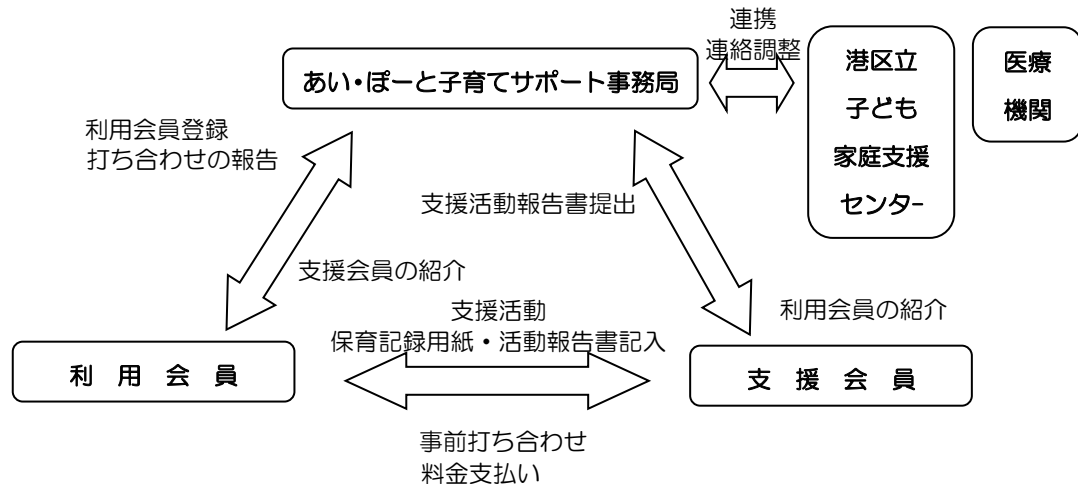 連携
連絡調整
あい・ぽーと子育てサポート事務局
港区立
子ども
家庭支援
センター
医療
機関
利用会員登録
打ち合わせの報告
支援活動報告書提出
支援会員の紹介
利用会員の紹介
支援活動
保育記録用紙・活動報告書記入
利 用 会 員
支 援 会 員
事前打ち合わせ
料金支払い